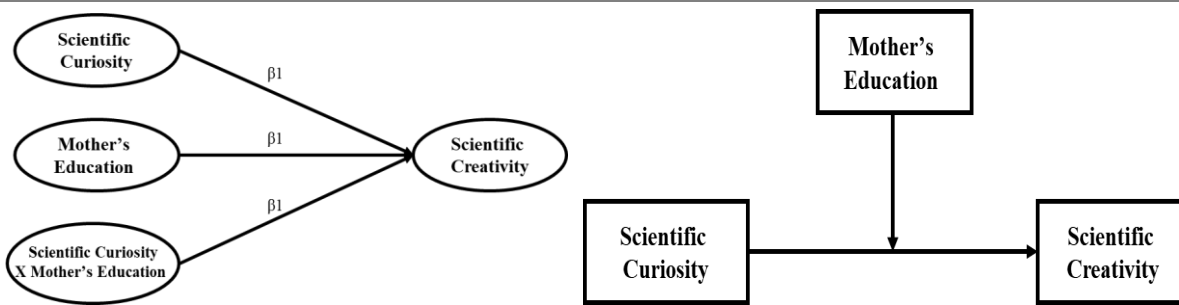 Scientific
Curiosity
β1
Mother's
Education
β1
Scientific
Creativity
Scientific Curiosity
X Mother's Education
β1
Mother's
Education
Scientific
Curiosity
Scientific
Creativity